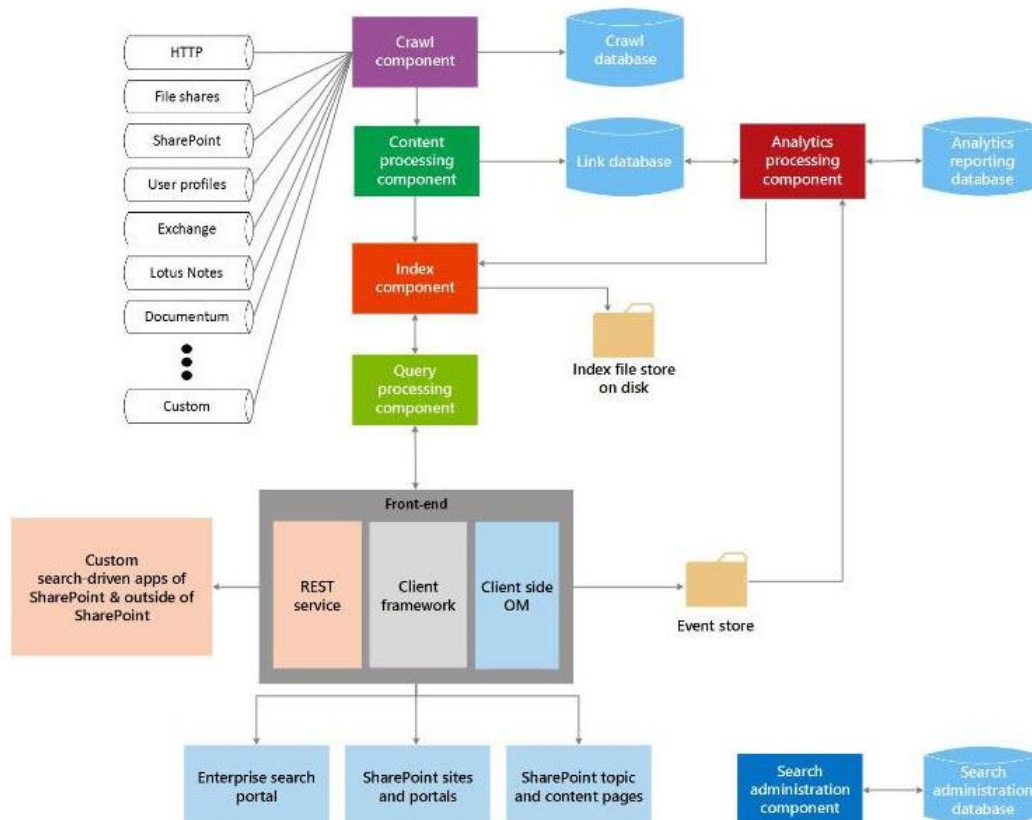 HTTP
File shares
SharePoint
User profiles
Exchange
Lotus Notes
Documentum
Custom
Crawl
component
Crawl
database
Content
processing
component
Link database
Analytics
processing
component
Analytics
reporting
database
Index
component
Index file store
on disk
Query
processing
component
Front-end
REST
service
Client
framework
Client side
OM
Custom
search-driven apps of
SharePoint & outside of
SharePoint
Event store
Enterprise search
portal
SharePoint sites
and portals
SharePoint topic
and content pages
Search
administration
component
Search
administration
database